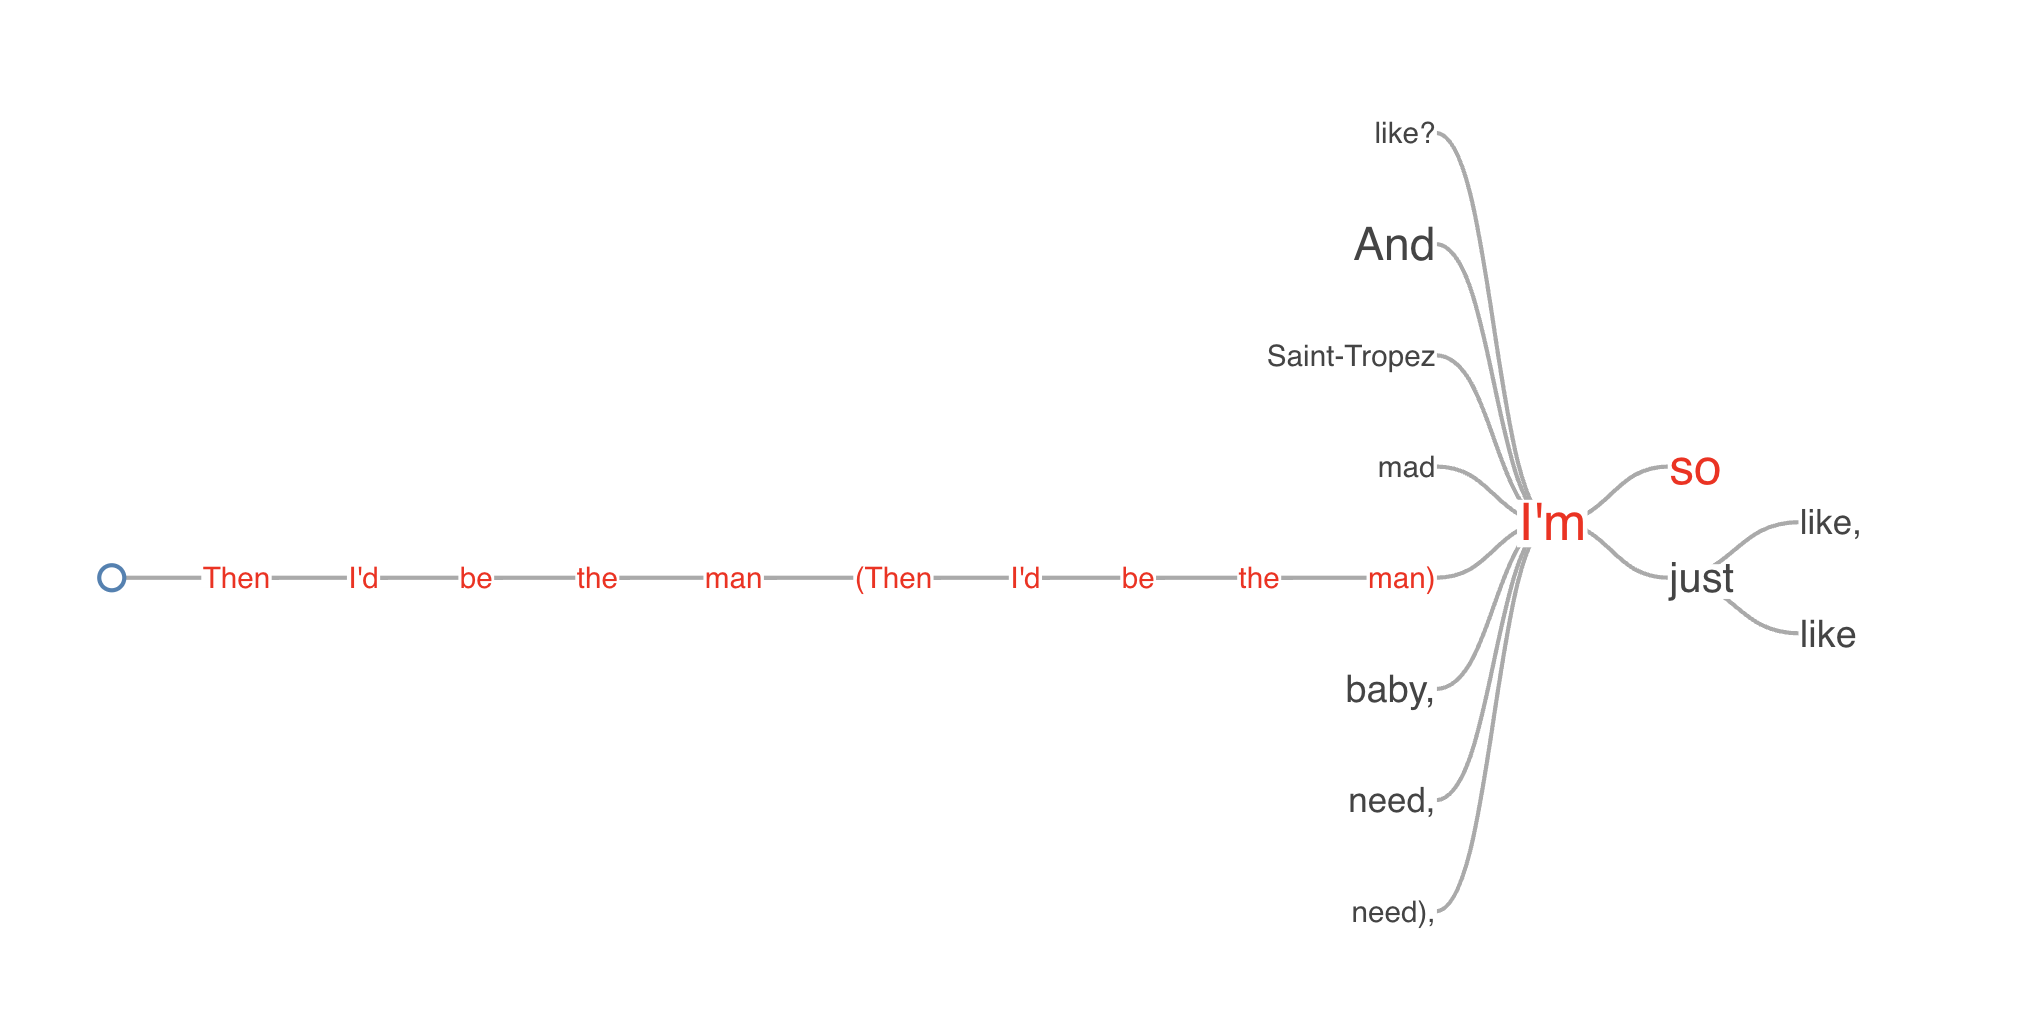 like?
And
Saint-Tropez
mad
so
I'm
like,
Then I'd be the man (Then I'd be the man)
just
like
baby,
need,
need),